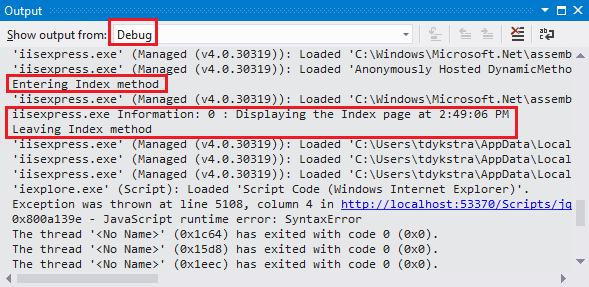 Output
Show output from: Debug
'iisexpress.exe' (Managed (v4.0.30319)): Loaded 'C:\Windows\Microsoft.Net\assemb
'iisexpress.exe' (Managed (v4.0.30319)): Loaded 'Anonymously Hosted DynamicMetho
Entering Index method
'iisexpress.exe' (Managed (v4.0.30319)): Loaded 'C:\Windows\Microsoft.Net\assemb
iisexpress.exe Information: 0 : Displaying the Index page at 2:49:06 PM
Leaving Index method
'iisexpress.exe' (Managed (v4.0.30319)): Loaded 'C:\Users\tdykstra\AppData\Local
'iisexpress.exe' (Managed (v4.0.30319)): Loaded 'C:\Users\tdykstra\AppData\Local
'iisexpress.exe' (Managed (v4.0.30319)): Loaded 'C:\Users\tdykstra\AppData\Local
'iexplore.exe' (Script): Loaded 'Script Code (Windows Internet Explorer)'.
Exception was thrown at line 5108, column 4 in http://localhost:53370/Scripts/jq
0x800a139e - JavaScript runtime error: SyntaxError
The thread '<No Name>' (0x1c64) has exited with code 0 (0x0).
The thread '<No Name>' (0x15d8) has exited with code 0 (0x0).
The thread '<No Name>' (0x1eec) has exited with code 0 (0x0).